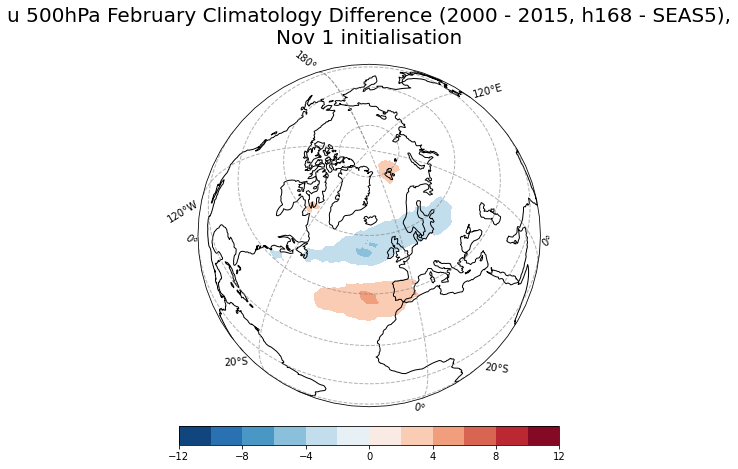 u 500hPa February Climatology Difference (2000 - 2015, h168 - SEAS5),
Nov 1 initialisation
180°
120°E
120°W
0°
0°
20°S
20°S
0°
−12 −8 −4 0 4 8 12